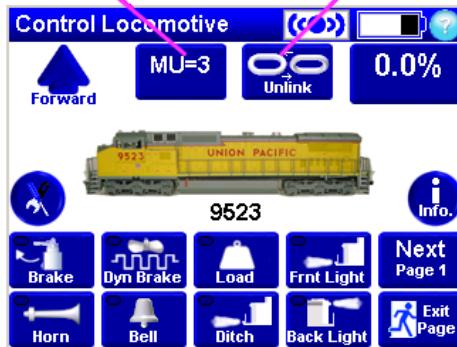 Control Locomotive
?
MU=3
Unlink
0.0%
Forward
9523
UNION PACIFIC
9523
i
Info.
Brake
Dyn Brake
Load
Frnt Light
Next
Page 1
Horn
Bell
Ditch
Back Light
Exit
Page